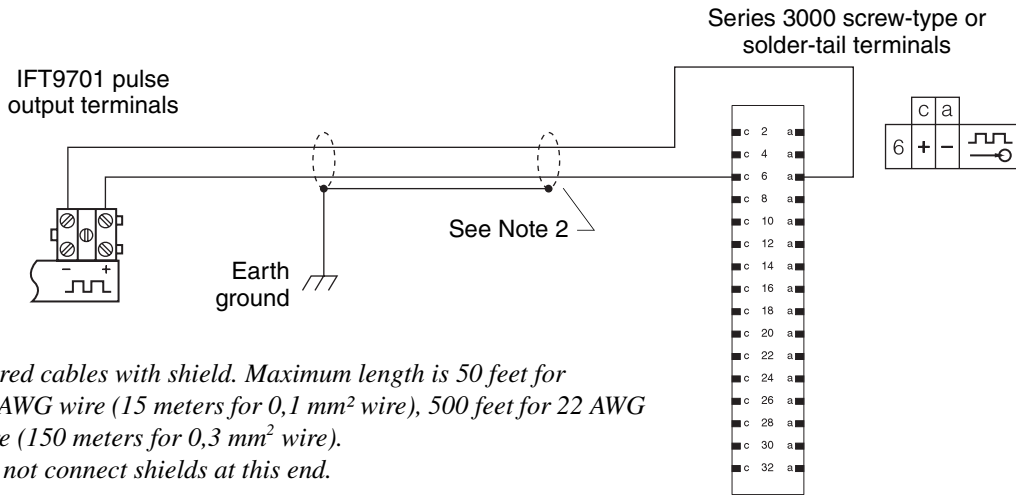 Series 3000 screw-type or
solder-tail terminals
IFT9701 pulse
output terminals
c a
6 + −
c 2 a
c 4 a
c 6 a
c 8 a
c 10 a
c 12 a
c 14 a
c 16 a
c 18 a
c 20 a
c 22 a
c 24 a
c 26 a
c 28 a
c 30 a
c 32 a
See Note 2
− +
Earth
ground
red cables with shield. Maximum length is 50 feet for
AWG wire (15 meters for 0,1 mm² wire), 500 feet for 22 AWG
e (150 meters for 0,3 mm² wire).
not connect shields at this end.